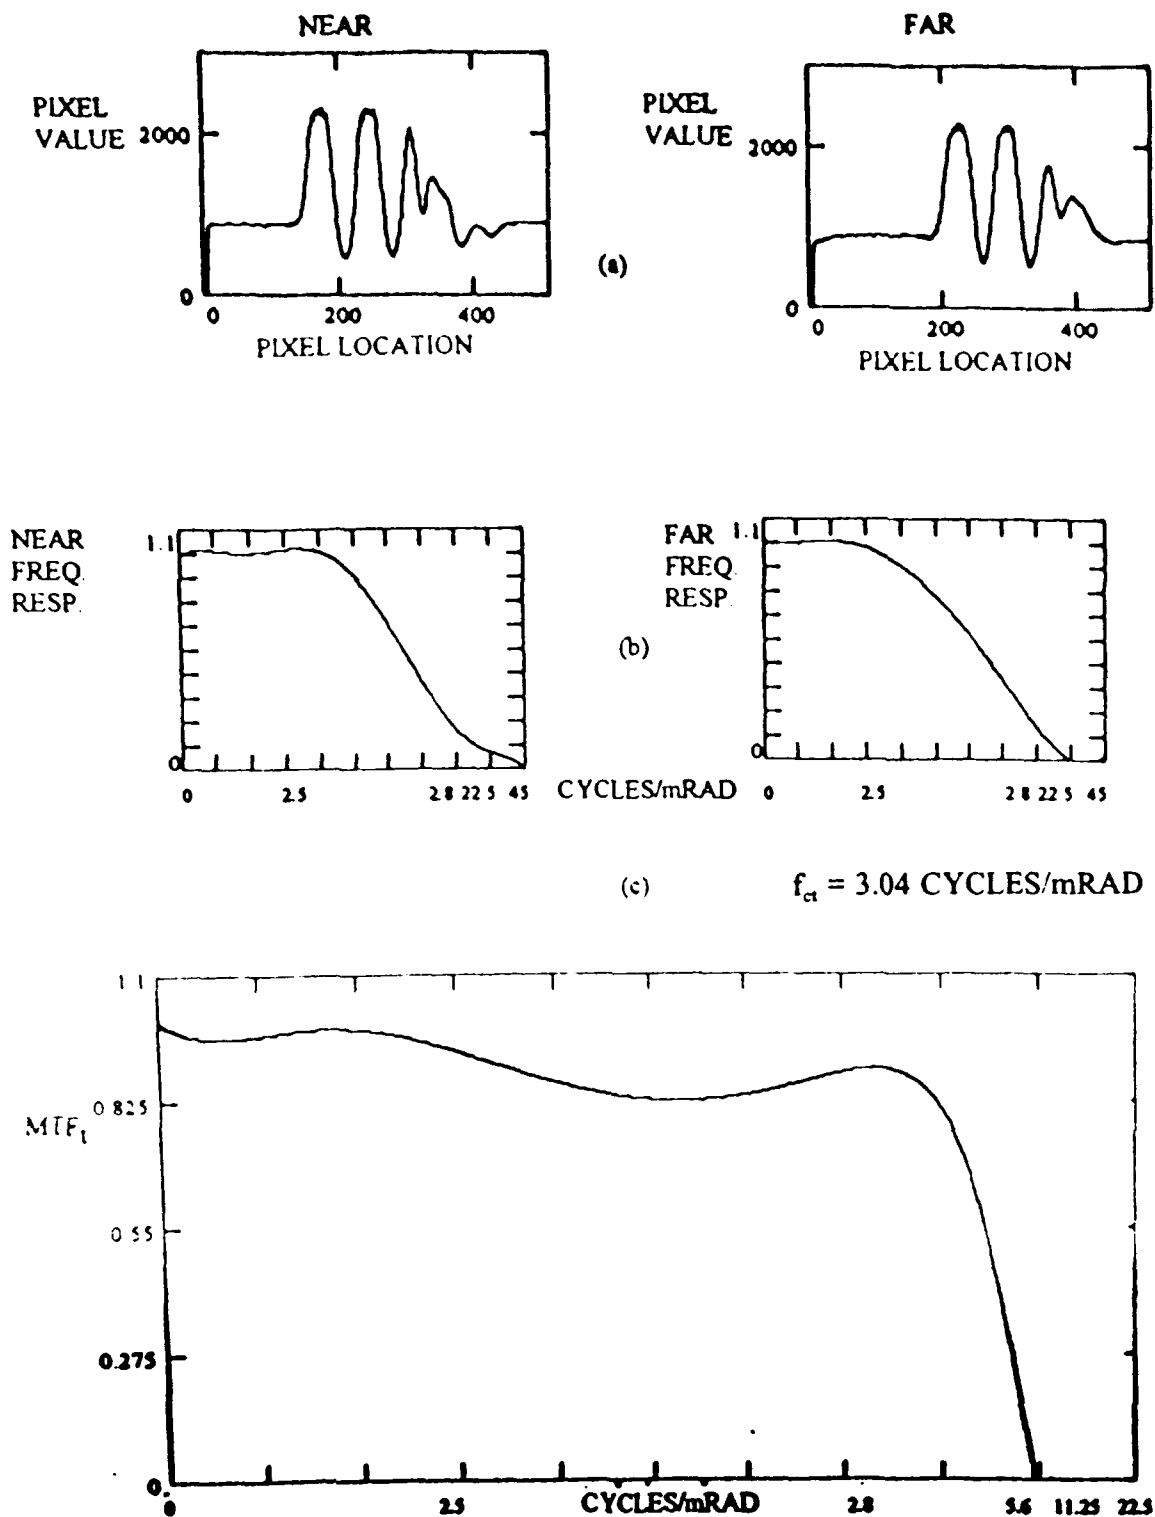 NEAR
FAR
PIXEL
VALUE
2000
0
0 200 400
PIXEL LOCATION
PIXEL
VALUE
2000
0
0 200 400
PIXEL LOCATION
(a)
NEAR
FREQ.
RESP.
1.1
0
0 2.5 2.8 22 5 45
CYCLES/mRAD
FAR
FREQ.
RESP.
1.1
0
0 2.5 2 8 22 5 45
(b)
(c)
f_ct = 3.04 CYCLES/mRAD
1 1
0 825
MTF_t
0 55
0.275
0.
0 2.5 CYCLES/mRAD 2.8 5.6 11.25 22.5